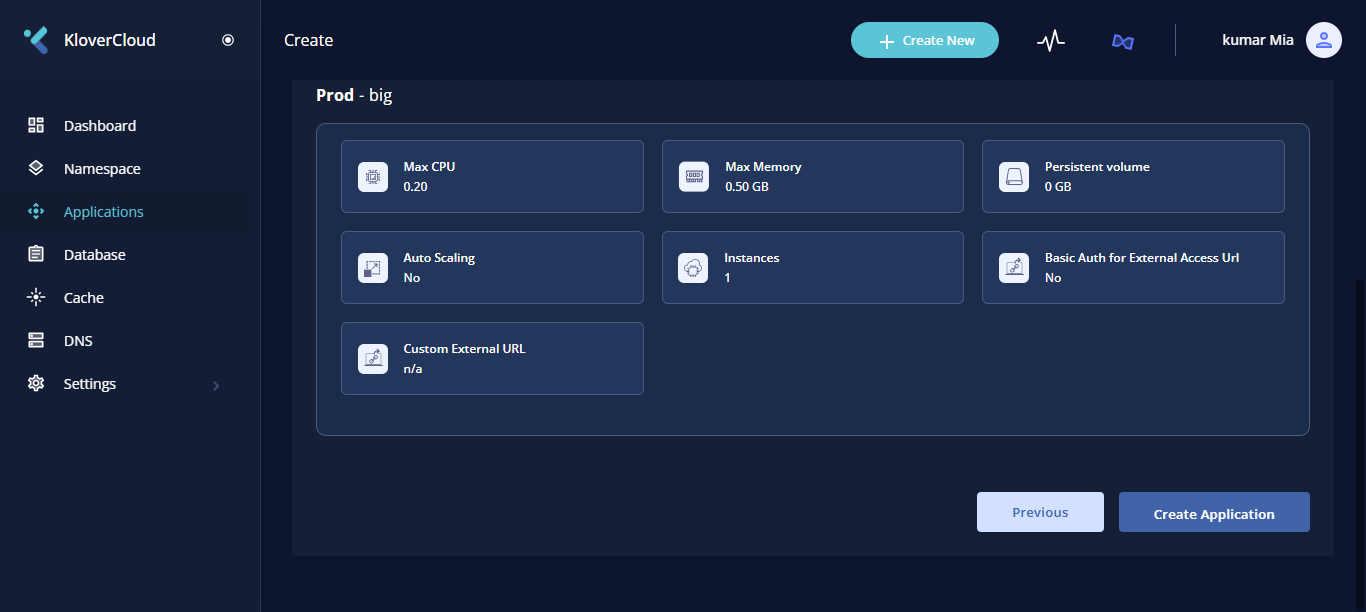 KloverCloud
Create
Create New
kumar Mia
Dashboard
Namespace
Applications
Database
Cache
DNS
Settings
Prod - big
Max CPU
0.20
Max Memory
0.50 GB
Persistent volume
0 GB
Auto Scaling
No
Instances
1
Basic Auth for External Access Url
No
Custom External URL
n/a
Previous
Create Application